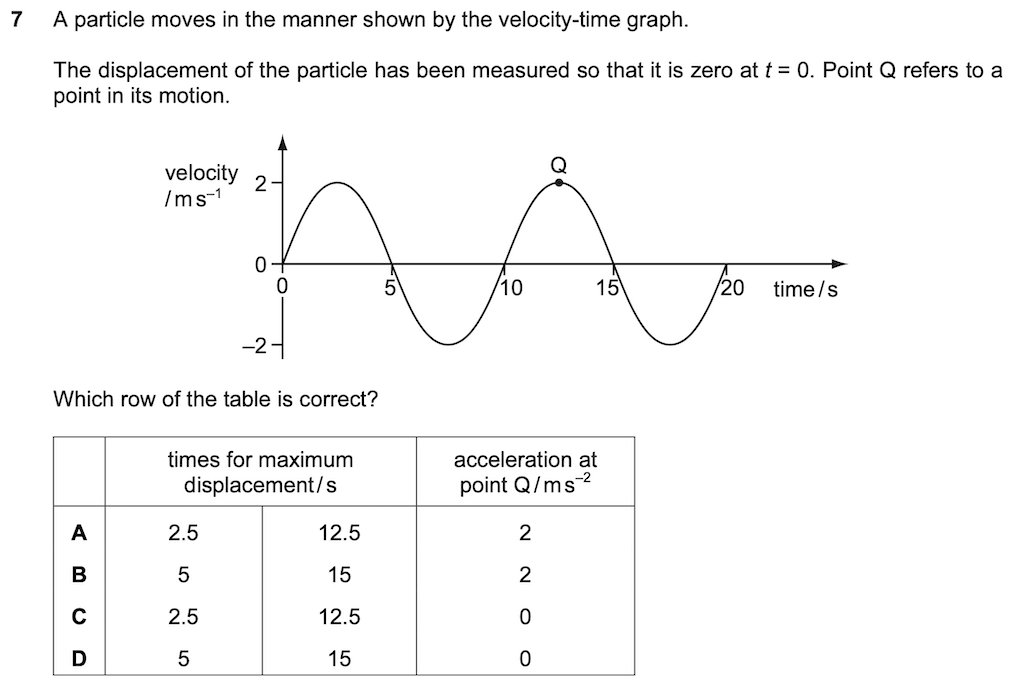 7 A particle moves in the manner shown by the velocity-time graph.
The displacement of the particle has been measured so that it is zero at t = 0. Point Q refers to a
point in its motion.
Q
velocity
/ m s⁻¹
2
0
0 5 10 15 20 time / s
–2
Which row of the table is correct?
times for maximum
displacement / s
acceleration at
point Q / m s⁻²
A 2.5 12.5 2
B 5 15 2
C 2.5 12.5 0
D 5 15 0